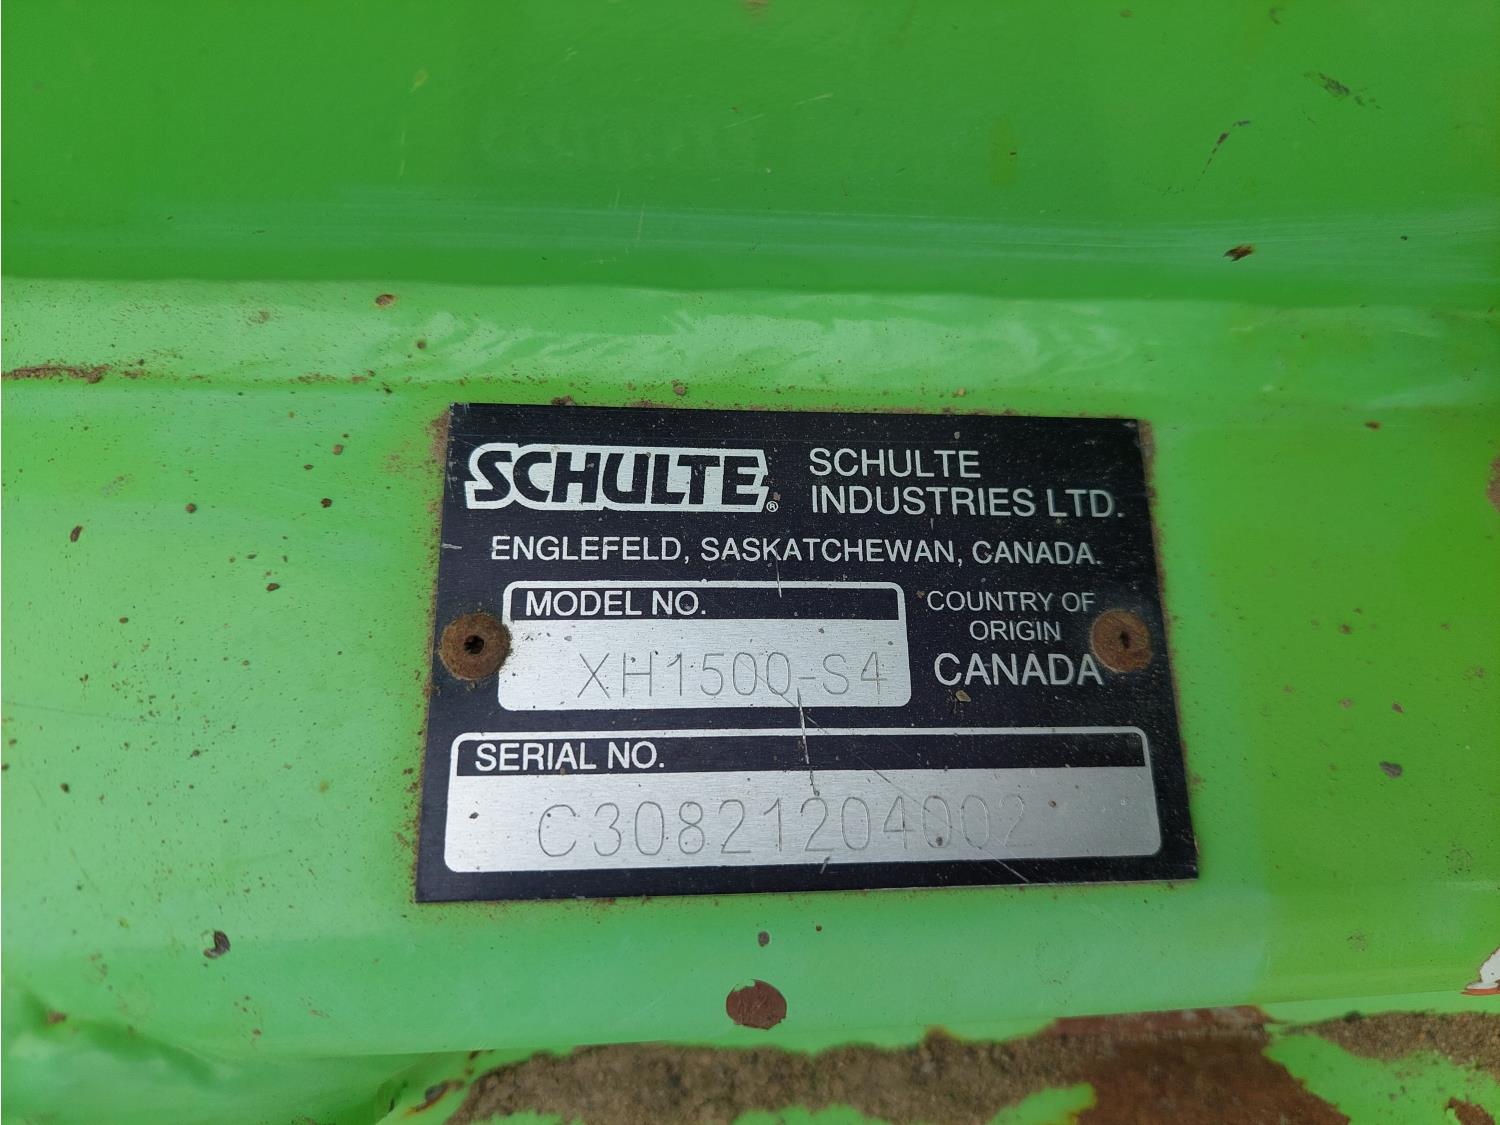 SCHULTE®
SCHULTE
INDUSTRIES LTD.
ENGLEFELD, SASKATCHEWAN, CANADA.
MODEL NO.
XH1500-S4
COUNTRY OF
ORIGIN
CANADA
SERIAL NO.
C30821204002